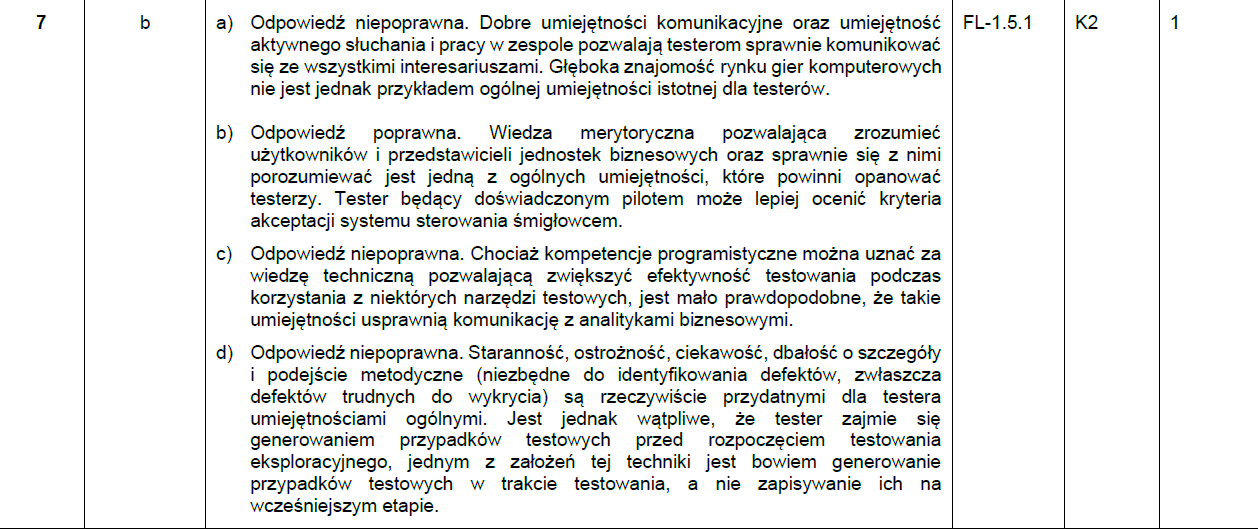 7 b a) Odpowiedź niepoprawna. Dobre umiejętności komunikacyjne oraz umiejętność FL-1.5.1 K2 1
aktywnego słuchania i pracy w zespole pozwalają testerom sprawnie komunikować
się ze wszystkimi interesariuszami. Głęboka znajomość rynku gier komputerowych
nie jest jednak przykładem ogólnej umiejętności istotnej dla testerów.
b) Odpowiedź poprawna. Wiedza merytoryczna pozwalająca zrozumieć
użytkowników i przedstawicieli jednostek biznesowych oraz sprawnie się z nimi
porozumiewać jest jedną z ogólnych umiejętności, które powinni opanować
testerzy. Tester będący doświadczonym pilotem może lepiej ocenić kryteria
akceptacji systemu sterowania śmigłowcem.
c) Odpowiedź niepoprawna. Chociaż kompetencje programistyczne można uznać za
wiedzę techniczną pozwalającą zwiększyć efektywność testowania podczas
korzystania z niektórych narzędzi testowych, jest mało prawdopodobne, że takie
umiejętności usprawnią komunikację z analitykami biznesowymi.
d) Odpowiedź niepoprawna. Staranność, ostrożność, ciekawość, dbałość o szczegóły
i podejście metodyczne (niezbędne do identyfikowania defektów, zwłaszcza
defektów trudnych do wykrycia) są rzeczywiście przydatnymi dla testera
umiejętnościami ogólnymi. Jest jednak wątpliwe, że tester zajmie się
generowaniem przypadków testowych przed rozpoczęciem testowania
eksploracyjnego, jednym z założeń tej techniki jest bowiem generowanie
przypadków testowych w trakcie testowania, a nie zapisywanie ich na
wcześniejszym etapie.